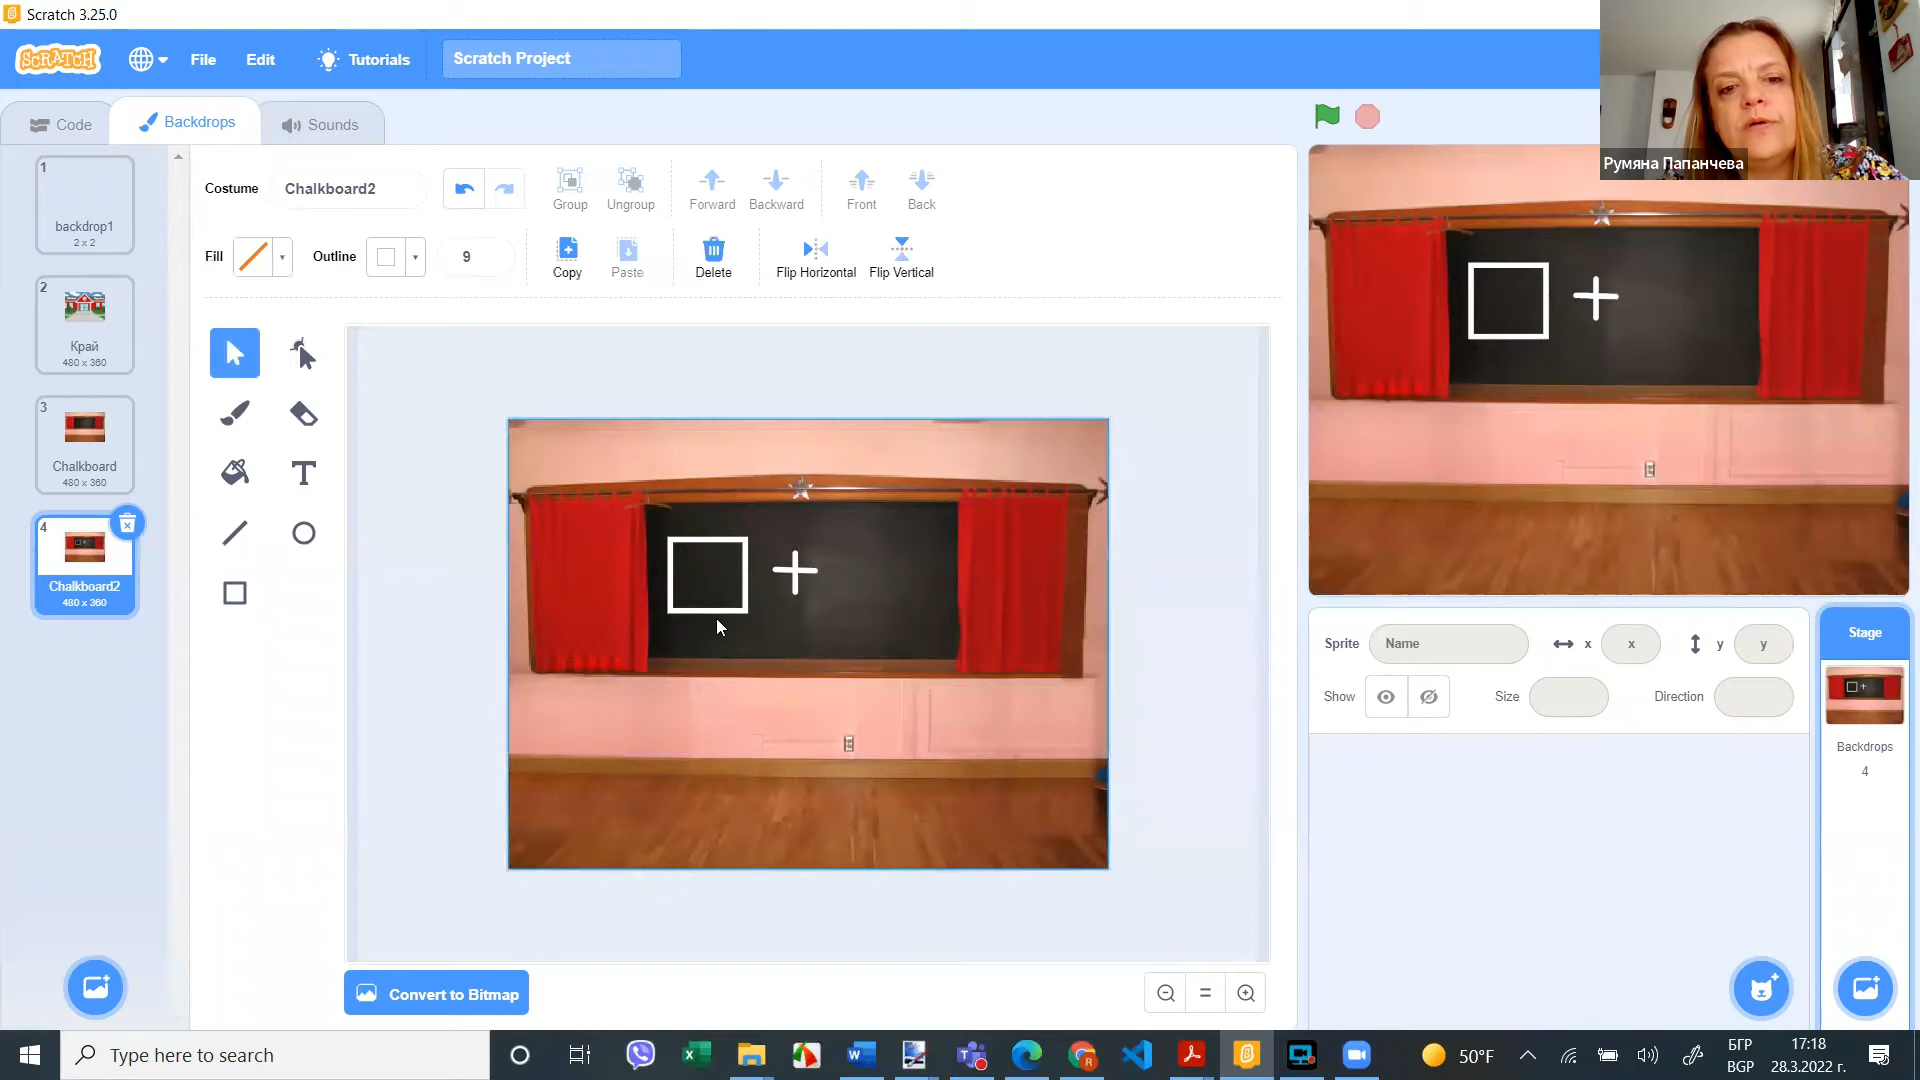 Scratch 3.25.0
SCRATCH File Edit Tutorials Scratch Project
Румяна Папанчева
Code Backdrops Sounds
1
backdrop1
2 x 2
2
Край
480 x 360
3
Chalkboard
480 x 360
4
Chalkboard2
480 x 360
Costume Chalkboard2
Group Ungroup Forward Backward Front Back
Fill Outline 9
Copy Paste Delete Flip Horizontal Flip Vertical
+
+
Convert to Bitmap
Sprite Name x x y y
Show Size Direction
Stage
Backdrops
4
Type here to search
50°F
БГР
BGP
17:18
28.3.2022 г.